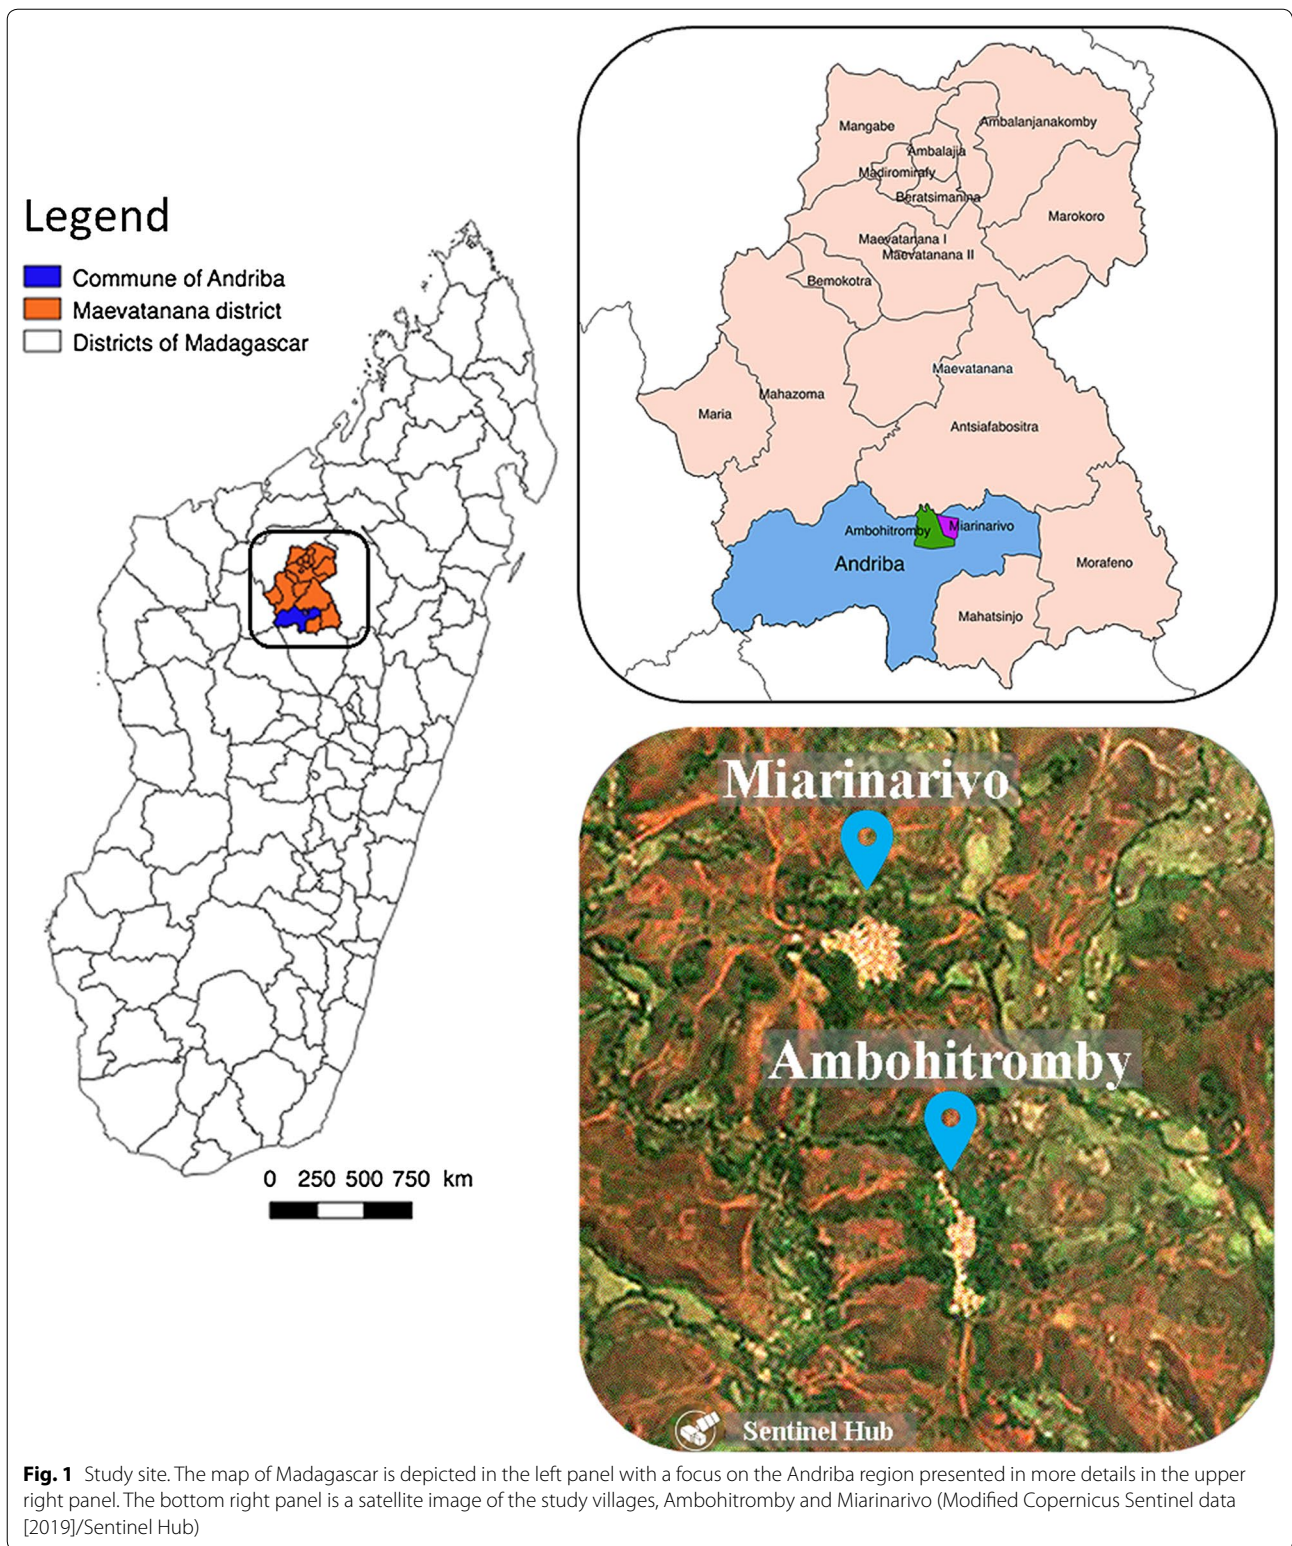 Legend
Commune of Andriba
Maevatanana district
Districts of Madagascar
0 250 500 750 km
Mangabe
Ambalanjanakomby
Ambalajia
Madiromirafy
Beratsimanina
Marokoro
Maevatanana I
Maevatanana II
Bemokotra
Maevatanana
Mahazoma
Maria
Antsiafabositra
Ambohitromby
Miarinarivo
Andriba
Morafeno
Mahatsinjo
Miarinarivo
Ambohitromby
Sentinel Hub
Fig. 1 Study site. The map of Madagascar is depicted in the left panel with a focus on the Andriba region presented in more details in the upper
right panel. The bottom right panel is a satellite image of the study villages, Ambohitromby and Miarinarivo (Modified Copernicus Sentinel data
[2019]/Sentinel Hub)